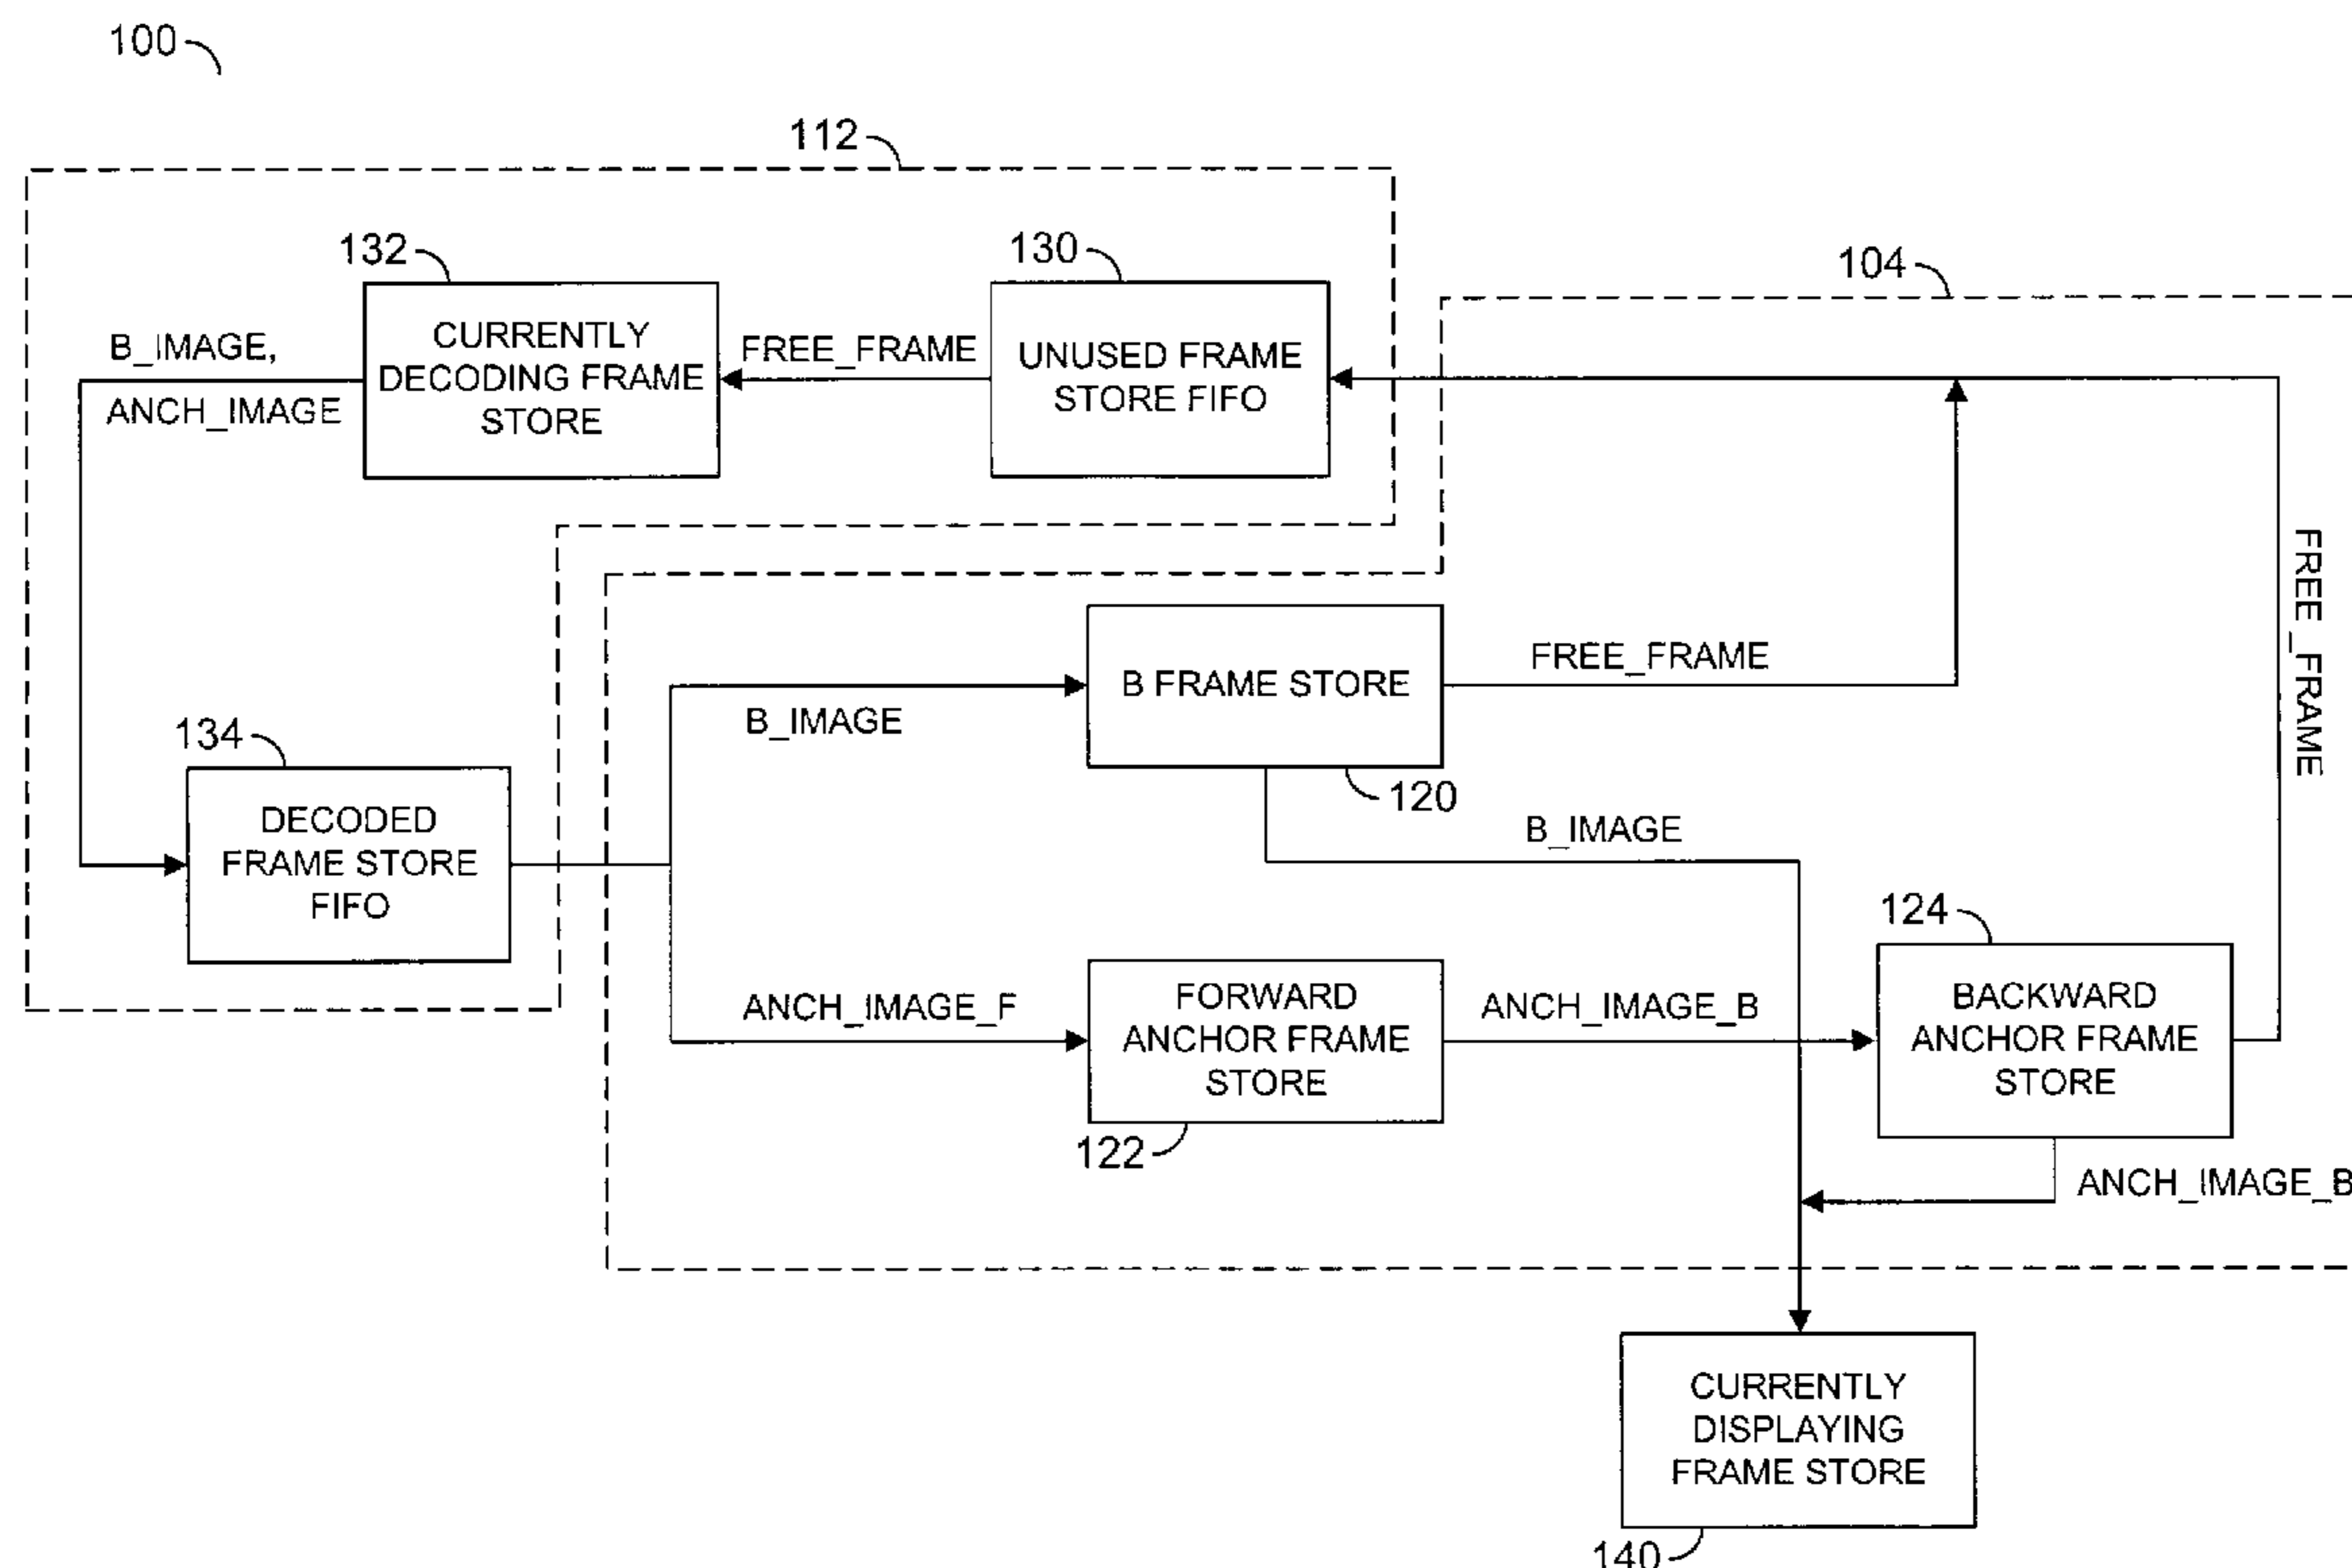 100
112
132
130
104
B_IMAGE,
ANCH_IMAGE
CURRENTLY
DECODING FRAME
STORE
FREE_FRAME
UNUSED FRAME
STORE FIFO
FREE_FRAME
134
DECODED
FRAME STORE
FIFO
B_IMAGE
B FRAME STORE
120
FREE_FRAME
B_IMAGE
124
ANCH_IMAGE_F
FORWARD
ANCHOR FRAME
STORE
122
ANCH_IMAGE_B
BACKWARD
ANCHOR FRAME
STORE
ANCH_IMAGE_B
CURRENTLY
DISPLAYING
FRAME STORE
140